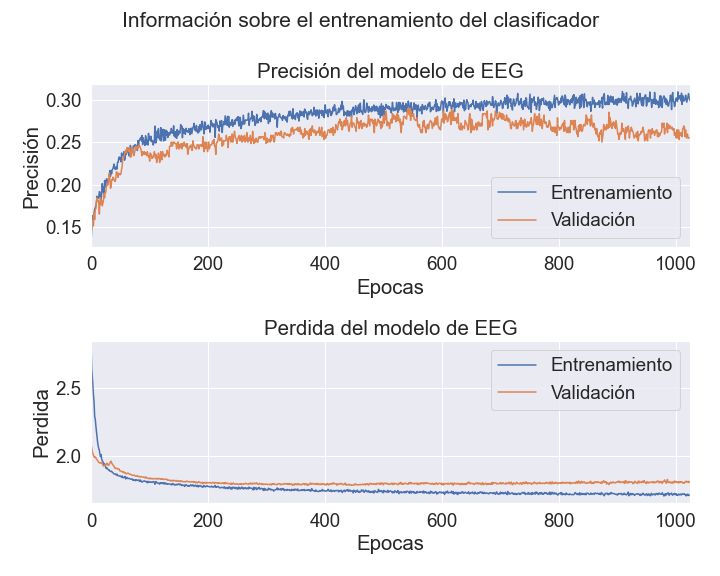 Información sobre el entrenamiento del clasificador
Precisión del modelo de EEG
Precisión
0.30
0.25
0.20
0.15
Entrenamiento
Validación
0 200 400 600 800 1000
Epocas
Perdida del modelo de EEG
Perdida
2.5
2.0
Entrenamiento
Validación
0 200 400 600 800 1000
Epocas